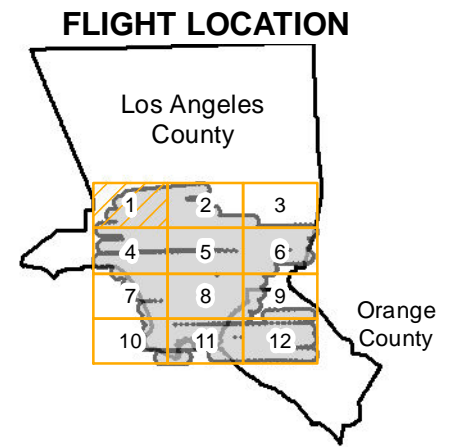 FLIGHT LOCATION
Los Angeles
County
1 2 3
4 5 6
7 8 9
Orange
County
10 11 12